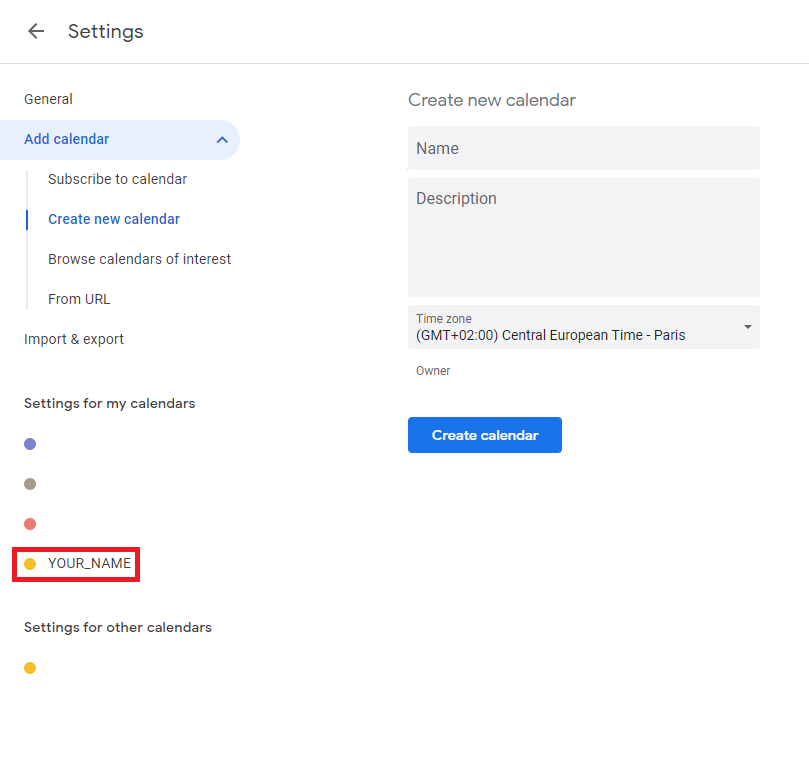 Settings
General
Add calendar
Subscribe to calendar
Create new calendar
Browse calendars of interest
From URL
Import & export
Settings for my calendars
YOUR_NAME
Settings for other calendars
Create new calendar
Name
Description
Time zone
(GMT+02:00) Central European Time - Paris
Owner
Create calendar